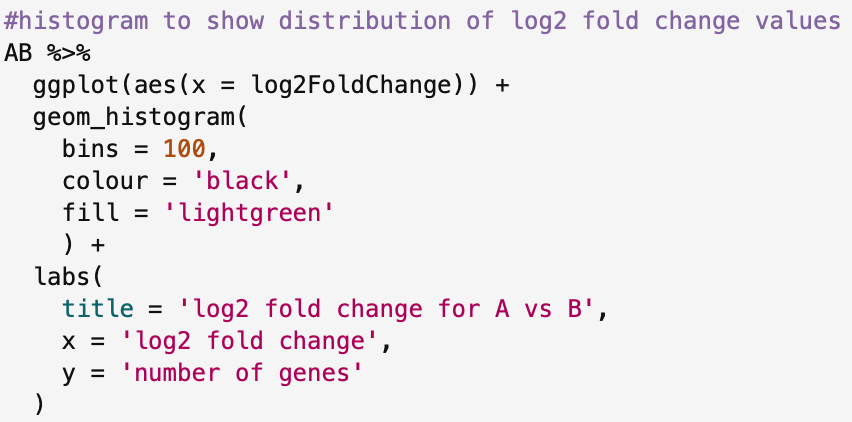 #histogram to show distribution of log2 fold change values
AB %>%
  ggplot(aes(x = log2FoldChange)) +
  geom_histogram(
    bins = 100,
    colour = 'black',
    fill = 'lightgreen'
    ) +
  labs(
    title = 'log2 fold change for A vs B',
    x = 'log2 fold change',
    y = 'number of genes'
  )